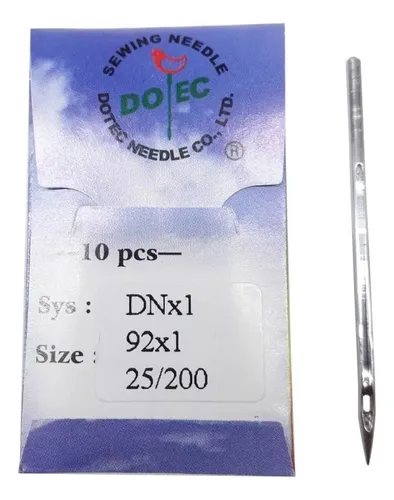 SEWING NEEDLE
DOTEC
DOTEC NEEDLE CO., LTD.
®
—10 pcs—
Sys : DNx1
92x1
Size : 25/200